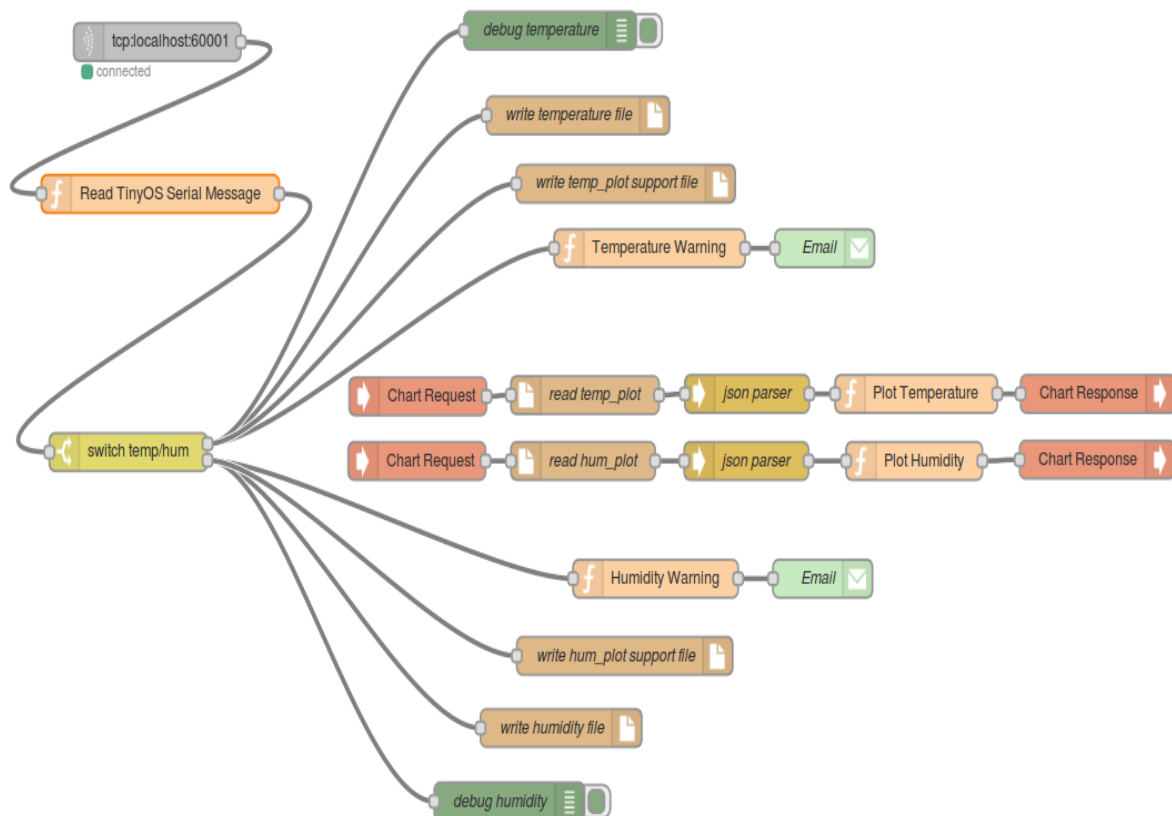 tcp:localhost:60001
connected
debug temperature
write temperature file
write temp_plot support file
Read TinyOS Serial Message
Temperature Warning
Email
Chart Request
read temp_plot
json parser
Plot Temperature
Chart Response
switch temp/hum
Chart Request
read hum_plot
json parser
Plot Humidity
Chart Response
Humidity Warning
Email
write hum_plot support file
write humidity file
debug humidity